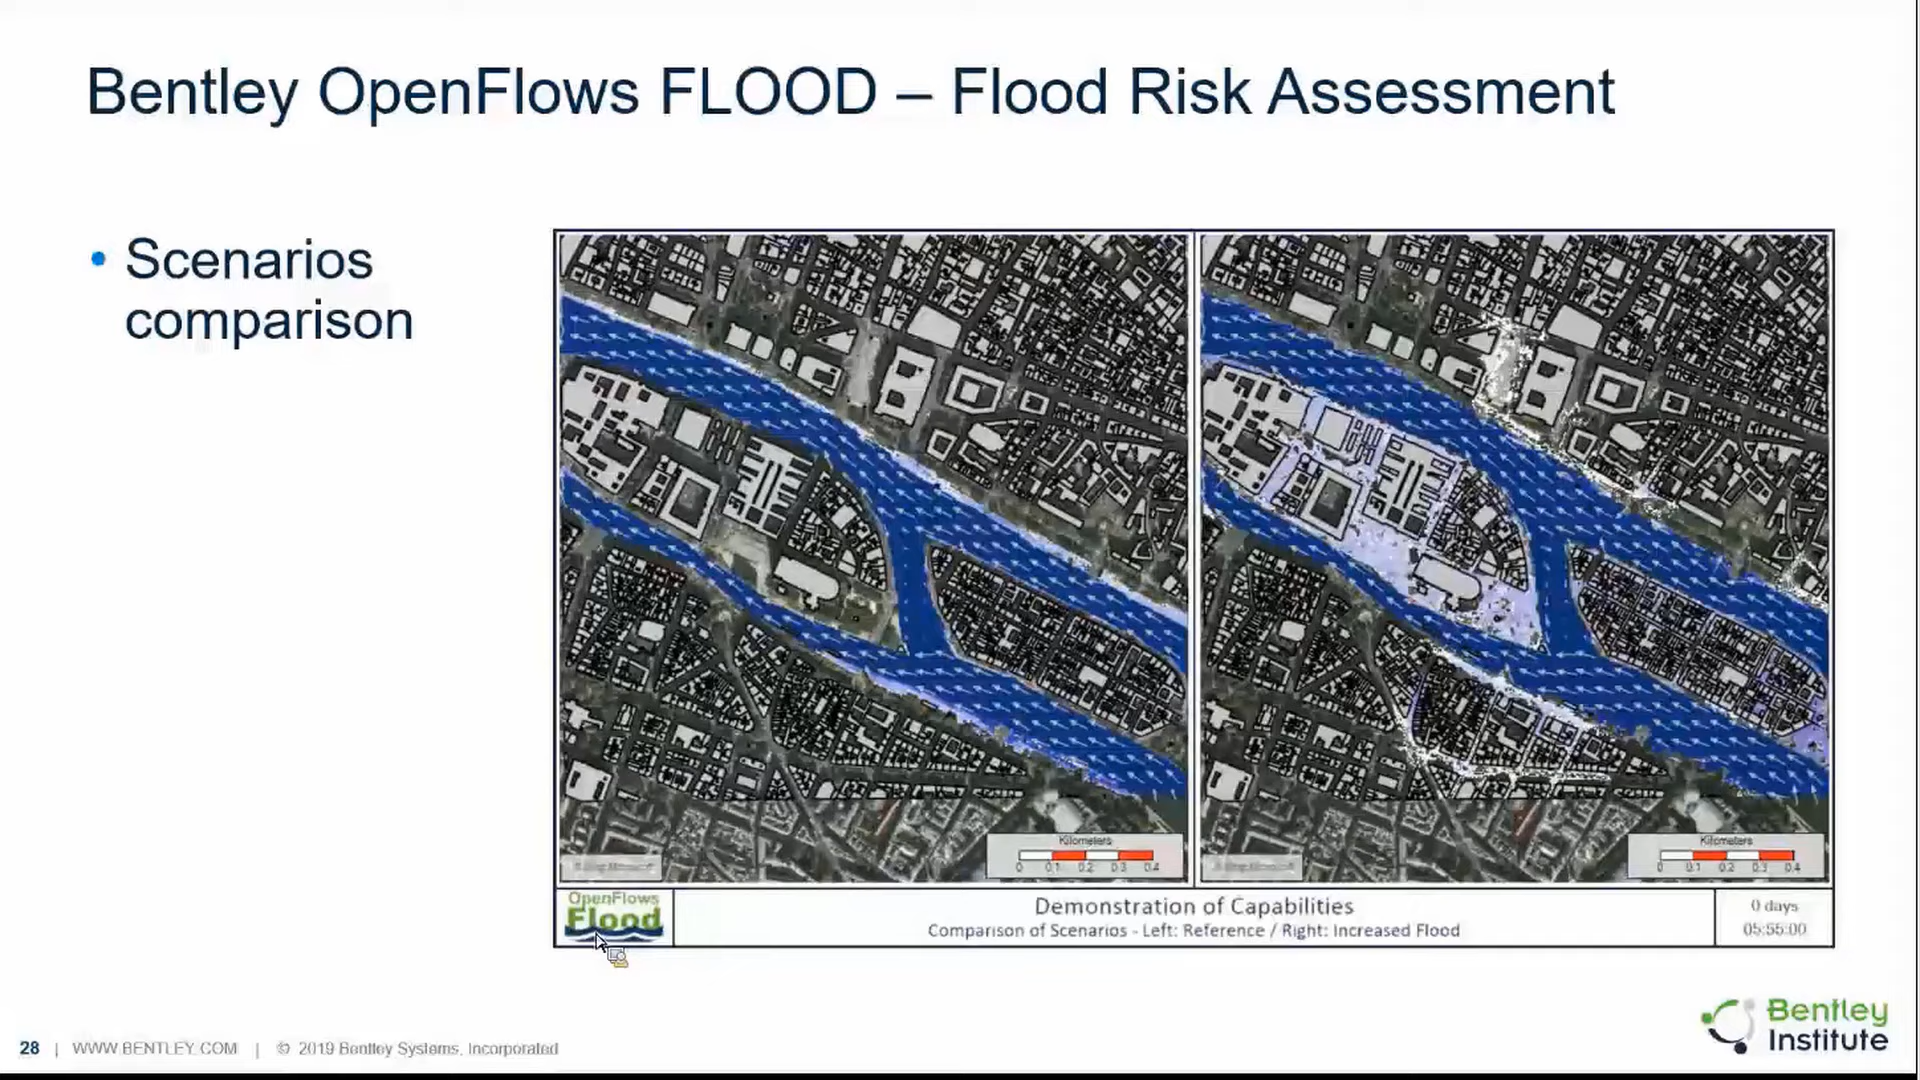 Bentley OpenFlows FLOOD – Flood Risk Assessment
• Scenarios
comparison
Kilometers
0 0.1 0.2 0.3 0.4
Kilometers
0 0.1 0.2 0.3 0.4
OpenFlows
Flood
Demonstration of Capabilities
Comparison of Scenarios - Left: Reference / Right: Increased Flood
0 days
05:55:00
Bentley
Institute
28 | WWW.BENTLEY.COM | © 2019 Bentley Systems, Incorporated